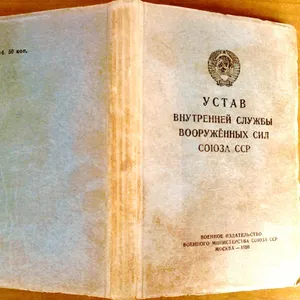 50 коп.
УСТАВ
ВНУТРЕННЕЙ СЛУЖБЫ
ВООРУЖЁННЫХ СИЛ
СОЮЗА ССР
ВОЕННОЕ ИЗДАТЕЛЬСТВО
ВОЕННОГО МИНИСТЕРСТВА СОЮЗА ССР
МОСКВА —